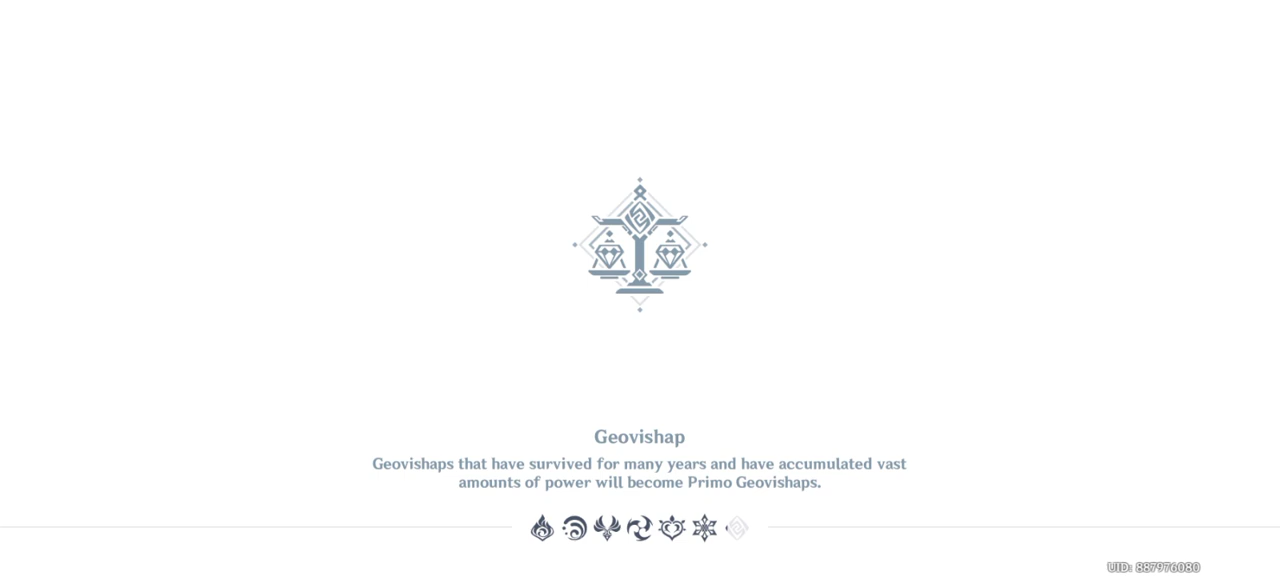 Geovishap
Geovishaps that have survived for many years and have accumulated vast
amounts of power will become Primo Geovishaps.
UID: 887976080